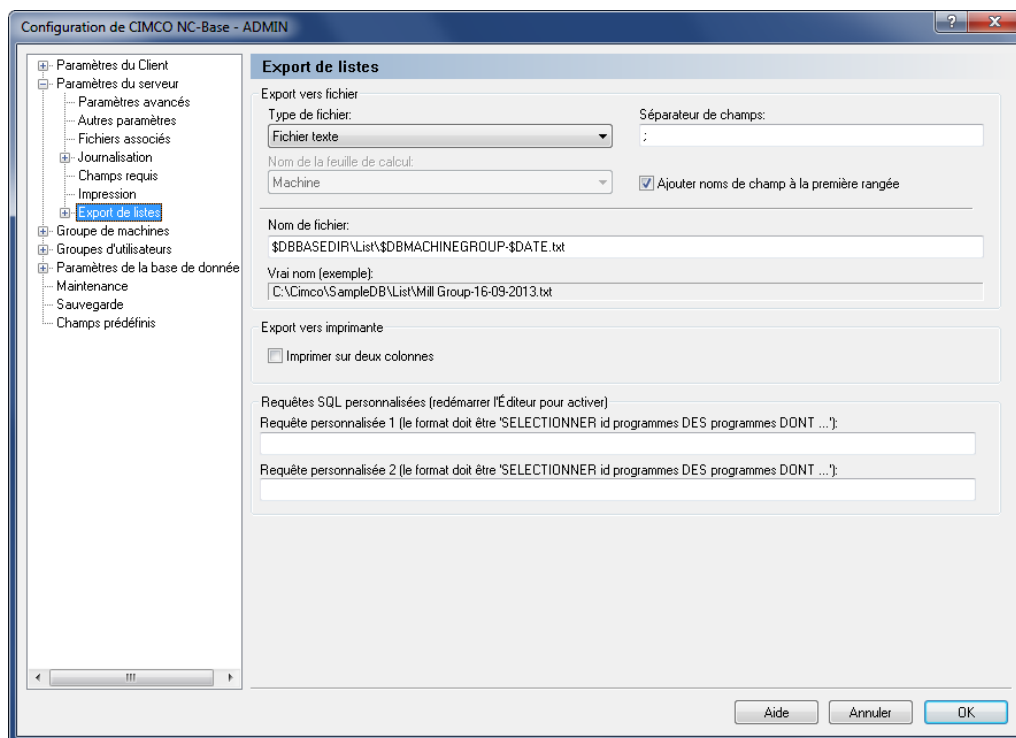 Configuration de CIMCO NC-Base - ADMIN
Paramètres du Client
Paramètres du serveur
Paramètres avancés
Autres paramètres
Fichiers associés
Journalisation
Champs requis
Impression
Export de listes
Groupe de machines
Groupes d'utilisateurs
Paramètres de la base de donnée
Maintenance
Sauvegarde
Champs prédéfinis
Export de listes
Export vers fichier
Type de fichier:
Séparateur de champs:
Fichier texte
;
Nom de la feuille de calcul:
Machine
Ajouter noms de champ à la première rangée
Nom de fichier:
$DBBASEDIR\List\$DBMACHINEGROUP-$DATE.txt
Vrai nom (exemple):
C:\Cimco\SampleDB\List\Mill Group-16-09-2013.txt
Export vers imprimante
Imprimer sur deux colonnes
Requêtes SQL personnalisées (redémarrer l'Éditeur pour activer)
Requête personnalisée 1 (le format doit être 'SELECTIONNER id programmes DES programmes DONT ...'):
Requête personnalisée 2 (le format doit être 'SELECTIONNER id programmes DES programmes DONT ...'):
Aide
Annuler
OK